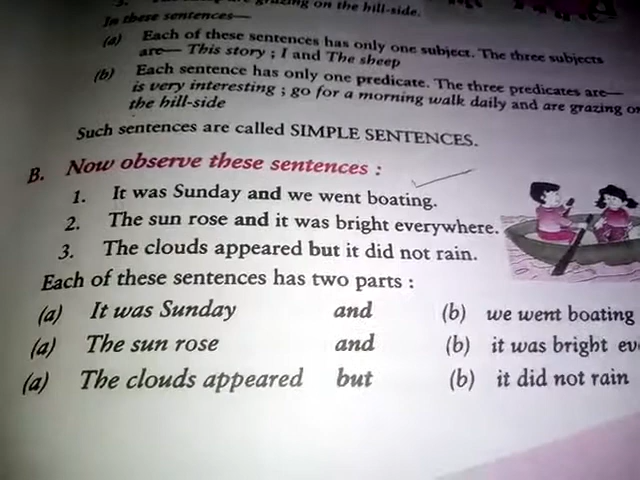 grazing on the hill-side.
In these sentences—
(a) Each of these sentences has only one subject. The three subjects
are— This story ; I and The sheep
(b) Each sentence has only one predicate. The three predicates are—
is very interesting ; go for a morning walk daily and are grazing on
the hill-side
Such sentences are called SIMPLE SENTENCES.
B. Now observe these sentences :
1. It was Sunday and we went boating.
2. The sun rose and it was bright everywhere.
3. The clouds appeared but it did not rain.
Each of these sentences has two parts :
(a) It was Sunday and (b) we went boating
(a) The sun rose and (b) it was bright ev
(a) The clouds appeared but (b) it did not rain